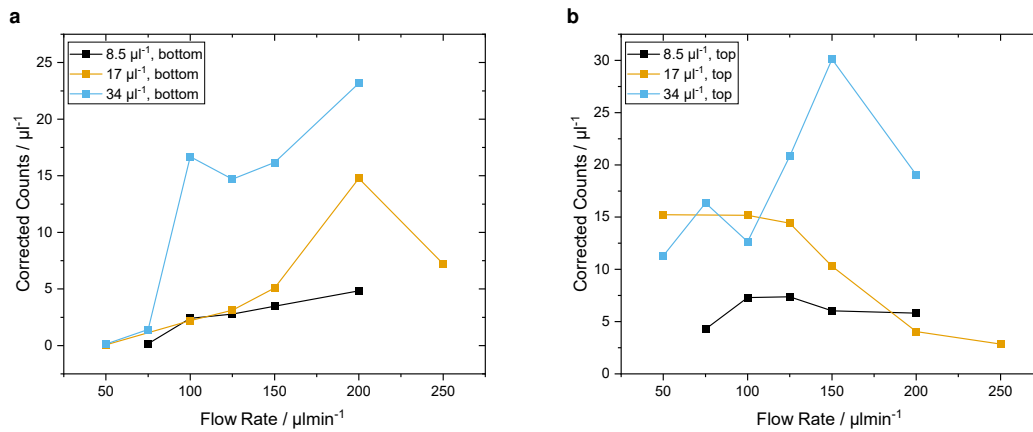 a
8.5 µl⁻¹, bottom
17 µl⁻¹, bottom
34 µl⁻¹, bottom
Corrected Counts / µl⁻¹
25
20
15
10
5
0
50 100 150 200 250
Flow Rate / µlmin⁻¹
b
8.5 µl⁻¹, top
17 µl⁻¹, top
34 µl⁻¹, top
Corrected Counts / µl⁻¹
30
25
20
15
10
5
0
50 100 150 200 250
Flow Rate / µlmin⁻¹